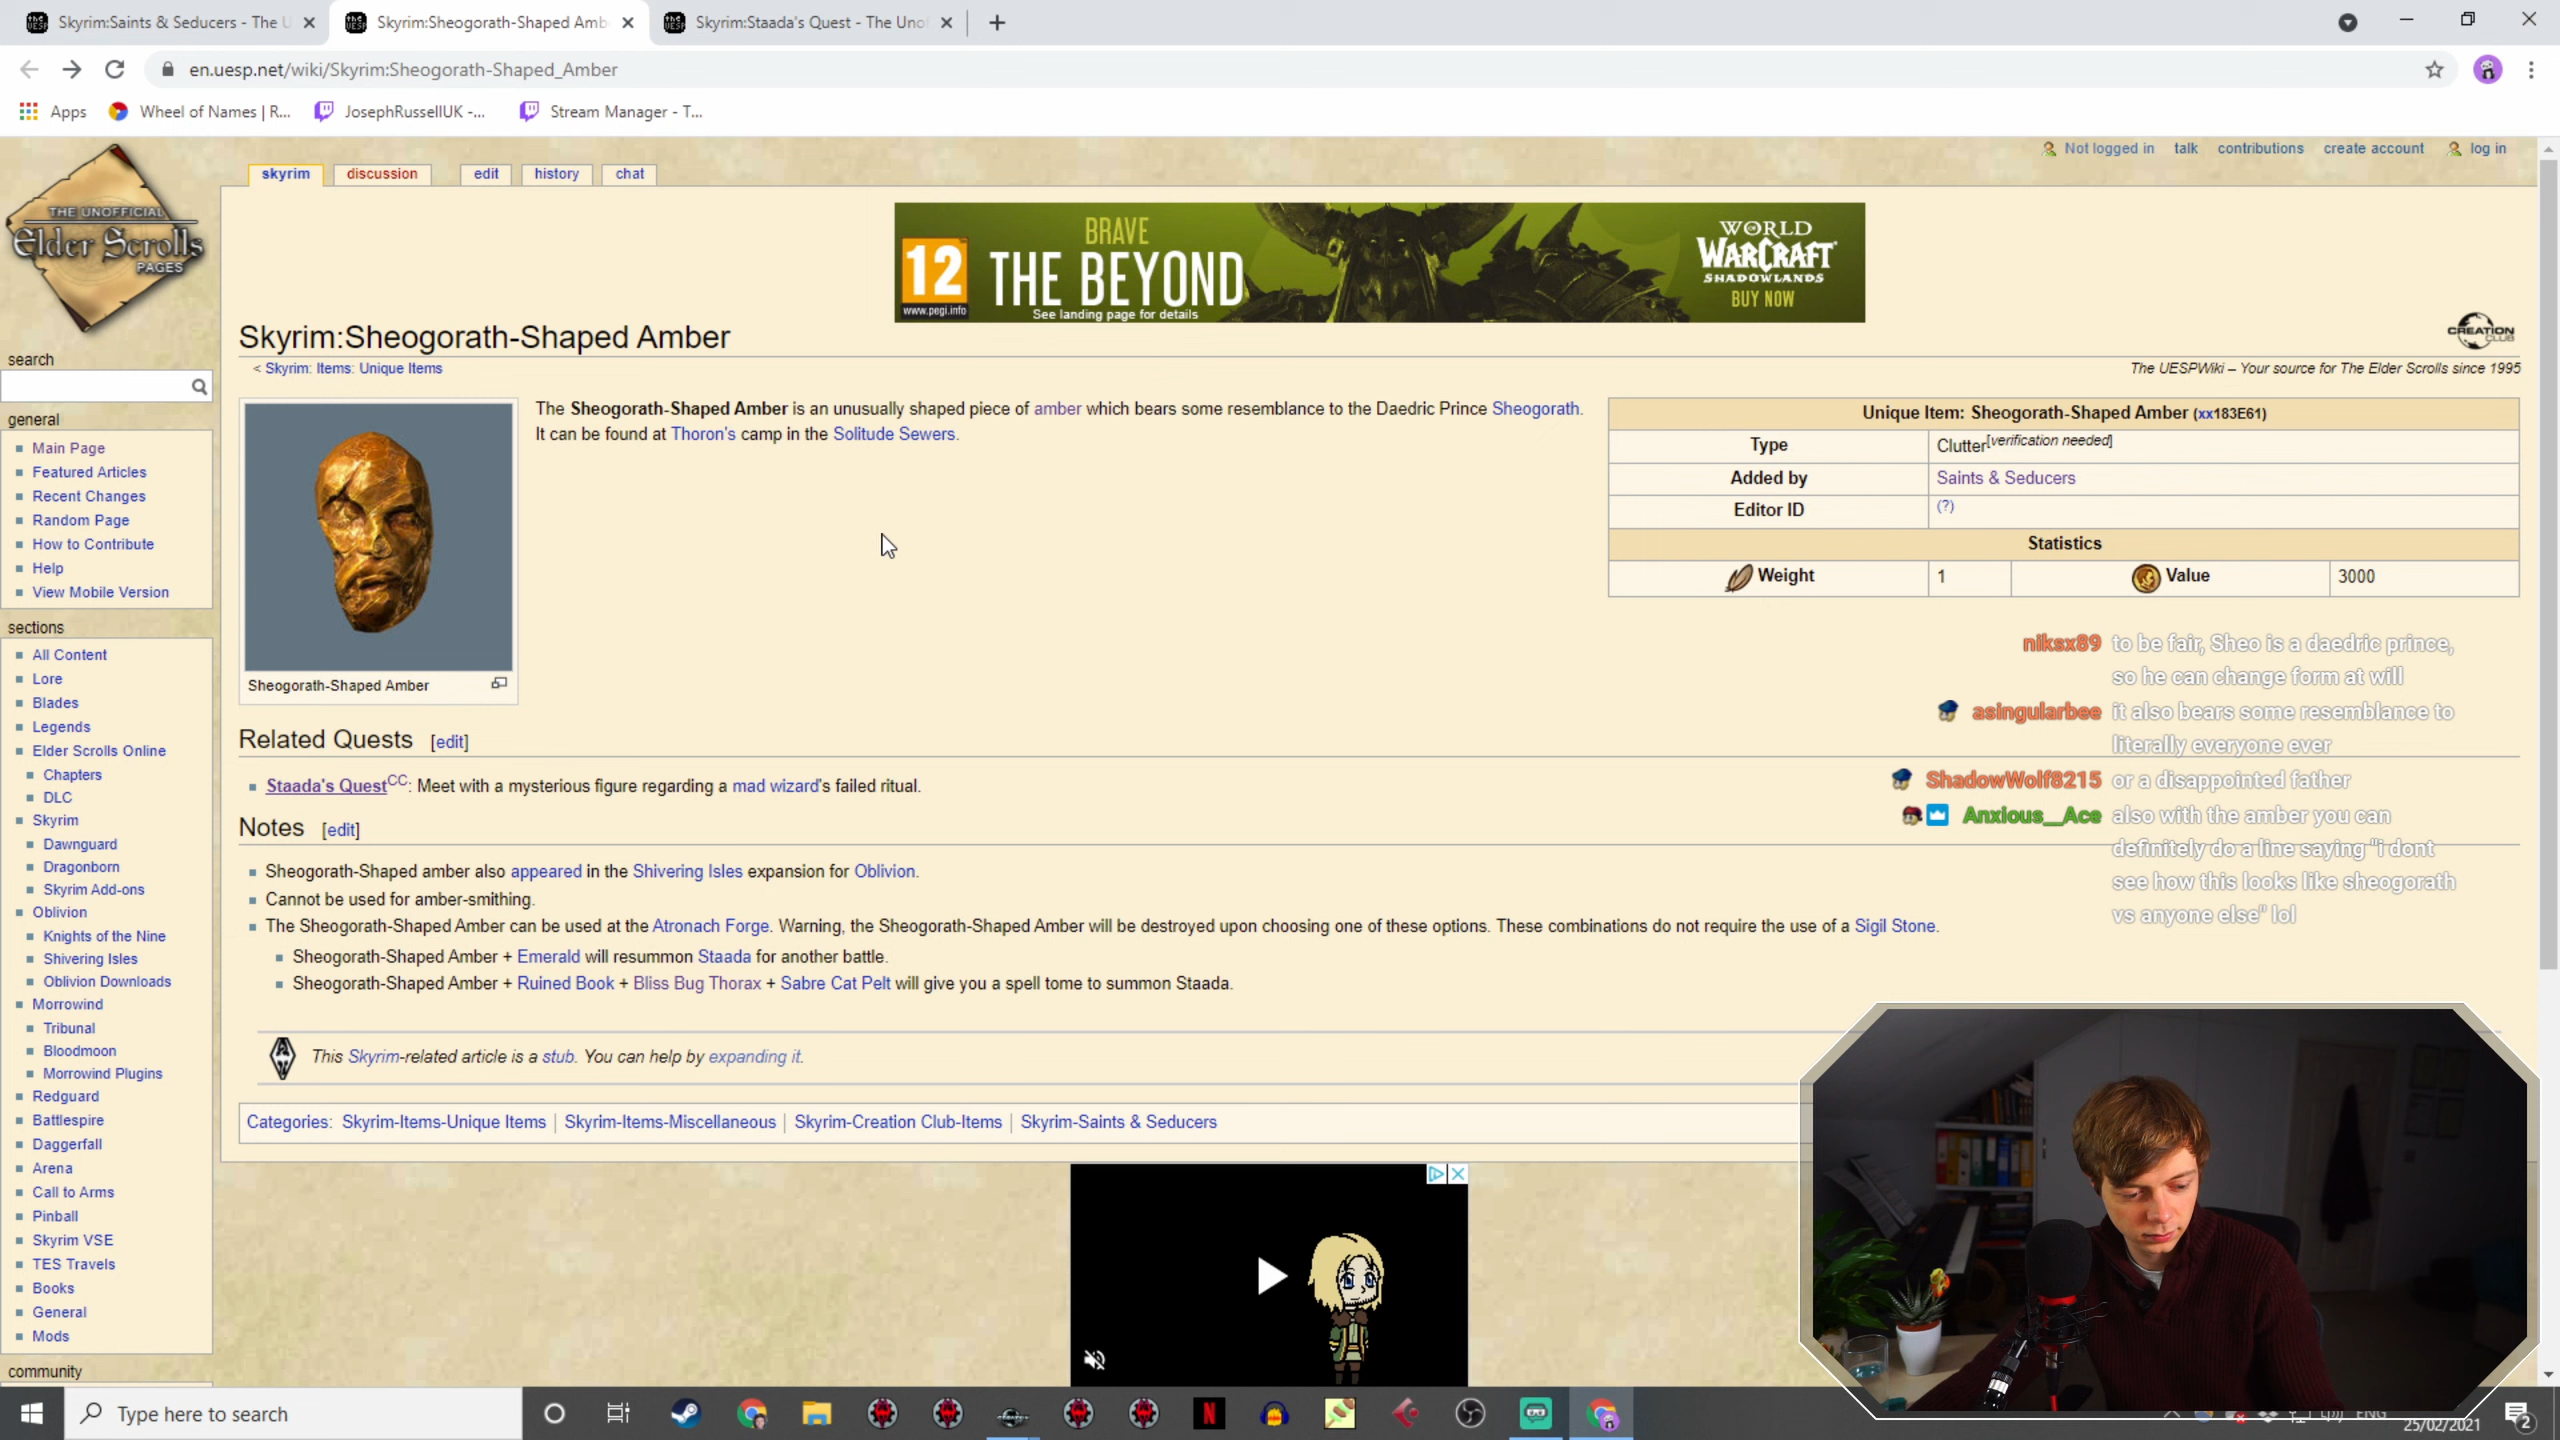 Skyrim:Saints & Seducers - The U
Skyrim:Sheogorath-Shaped Amb
Skyrim:Staada's Quest - The Unof
en.uesp.net/wiki/Skyrim:Sheogorath-Shaped_Amber
Apps
Wheel of Names | R...
JosephRussellUK -...
Stream Manager - T...
Not logged in talk contributions create account log in
skyrim discussion edit history chat
THE UNOFFICIAL
Elder Scrolls
PAGES
BRAVE
THE BEYOND
12
www.pegi.info
See landing page for details
WORLD
WARCRAFT
SHADOWLANDS
BUY NOW
Skyrim:Sheogorath-Shaped Amber
CREATION
CLUB
< Skyrim: Items: Unique Items
The UESPWiki – Your source for The Elder Scrolls since 1995
search
general
Main Page
Featured Articles
Recent Changes
Random Page
How to Contribute
Help
View Mobile Version
sections
All Content
Lore
Blades
Legends
Elder Scrolls Online
Chapters
DLC
Skyrim
Dawnguard
Dragonborn
Skyrim Add-ons
Oblivion
Knights of the Nine
Shivering Isles
Oblivion Downloads
Morrowind
Tribunal
Bloodmoon
Morrowind Plugins
Redguard
Battlespire
Daggerfall
Arena
Call to Arms
Pinball
Skyrim VSE
TES Travels
Books
General
Mods
community
Sheogorath-Shaped Amber
The Sheogorath-Shaped Amber is an unusually shaped piece of amber which bears some resemblance to the Daedric Prince Sheogorath.
It can be found at Thoron's camp in the Solitude Sewers.
Unique Item: Sheogorath-Shaped Amber (xx183E61)
Type Clutter[verification needed]
Added by Saints & Seducers
Editor ID (?)
Statistics
Weight 1 Value 3000
niksx89 to be fair, Sheo is a daedric prince,
so he can change form at will
asingularbee it also bears some resemblance to
literally everyone ever
ShadowWolf8215 or a disappointed father
Anxious__Ace also with the amber you can
definitely do a line saying "i dont
see how this looks like sheogorath
vs anyone else" lol
Related Quests [edit]
Staada's QuestCC: Meet with a mysterious figure regarding a mad wizard's failed ritual.
Notes [edit]
Sheogorath-Shaped amber also appeared in the Shivering Isles expansion for Oblivion.
Cannot be used for amber-smithing.
The Sheogorath-Shaped Amber can be used at the Atronach Forge. Warning, the Sheogorath-Shaped Amber will be destroyed upon choosing one of these options. These combinations do not require the use of a Sigil Stone.
Sheogorath-Shaped Amber + Emerald will resummon Staada for another battle.
Sheogorath-Shaped Amber + Ruined Book + Bliss Bug Thorax + Sabre Cat Pelt will give you a spell tome to summon Staada.
This Skyrim-related article is a stub. You can help by expanding it.
Categories: Skyrim-Items-Unique Items | Skyrim-Items-Miscellaneous | Skyrim-Creation Club-Items | Skyrim-Saints & Seducers
Type here to search
N
ENG
25/02/2021
2